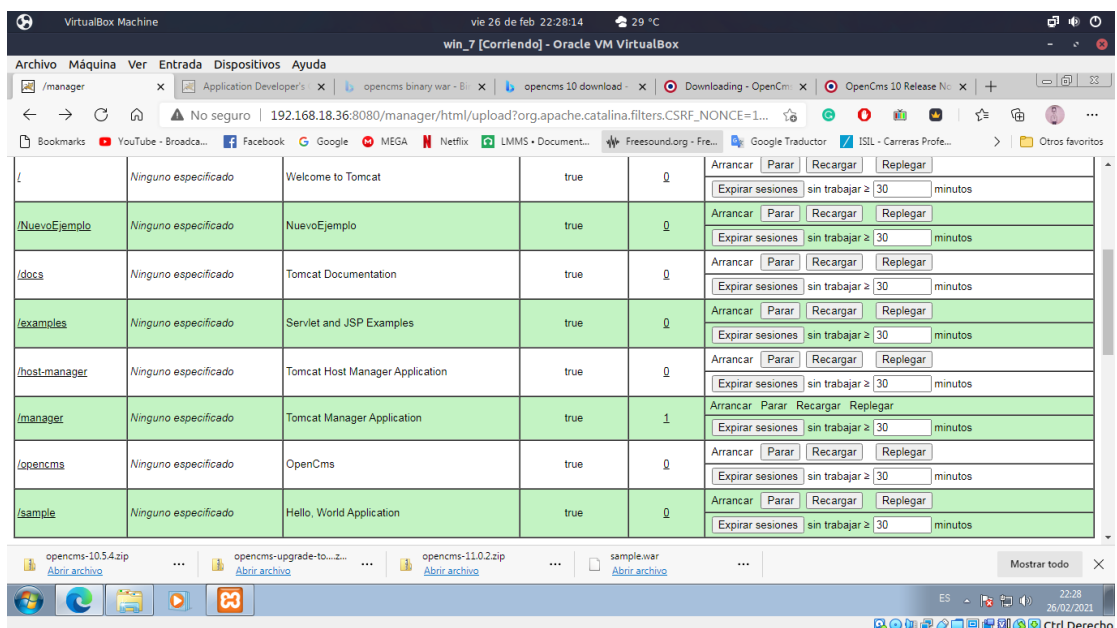 VirtualBox Machine vie 26 de feb 22:28:14 29 °C
win_7 [Corriendo] - Oracle VM VirtualBox
Archivo Máquina Ver Entrada Dispositivos Ayuda
/manager Application Developer's opencms binary war - Bi opencms 10 download - Downloading - OpenCm OpenCms 10 Release No
No seguro 192.168.18.36:8080/manager/html/upload?org.apache.catalina.filters.CSRF_NONCE=1...
Bookmarks YouTube - Broadca... Facebook Google MEGA Netflix LMMS • Document... Freesound.org - Fre... Google Traductor ISIL - Carreras Profe... Otros favoritos
Arrancar Parar Recargar Replegar
/ Ninguno especificado Welcome to Tomcat true 0
Expirar sesiones sin trabajar ≥ 30 minutos
Arrancar Parar Recargar Replegar
/NuevoEjemplo Ninguno especificado NuevoEjemplo true 0
Expirar sesiones sin trabajar ≥ 30 minutos
Arrancar Parar Recargar Replegar
/docs Ninguno especificado Tomcat Documentation true 0
Expirar sesiones sin trabajar ≥ 30 minutos
Arrancar Parar Recargar Replegar
/examples Ninguno especificado Servlet and JSP Examples true 0
Expirar sesiones sin trabajar ≥ 30 minutos
Arrancar Parar Recargar Replegar
/host-manager Ninguno especificado Tomcat Host Manager Application true 0
Expirar sesiones sin trabajar ≥ 30 minutos
Arrancar Parar Recargar Replegar
/manager Ninguno especificado Tomcat Manager Application true 1
Expirar sesiones sin trabajar ≥ 30 minutos
Arrancar Parar Recargar Replegar
/opencms Ninguno especificado OpenCms true 0
Expirar sesiones sin trabajar ≥ 30 minutos
Arrancar Parar Recargar Replegar
/sample Ninguno especificado Hello, World Application true 0
Expirar sesiones sin trabajar ≥ 30 minutos
opencms-10.5.4.zip opencms-upgrade-to....z... opencms-11.0.2.zip sample.war
Abrir archivo Abrir archivo Abrir archivo Abrir archivo Mostrar todo
ES 22:28
26/02/2021
Ctrl Derecho